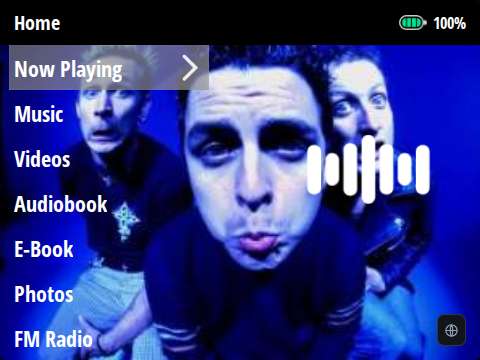 Home
100%
Now Playing
Music
Videos
Audiobook
E-Book
Photos
FM Radio